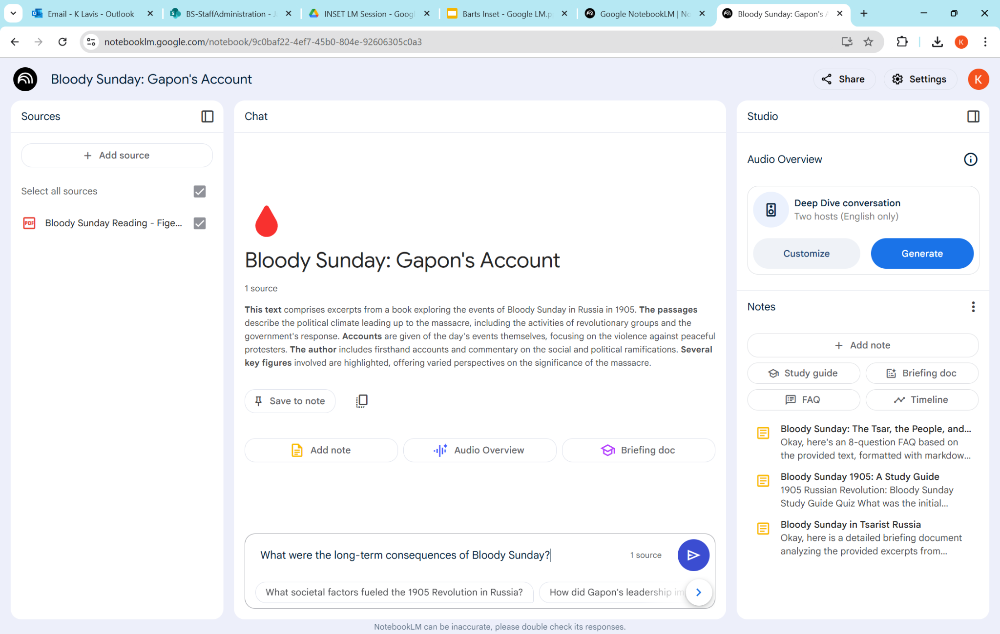 Email - K Lavis - Outlook
BS-StaffAdministration -
INSET LM Session - Goog
Barts Inset - Google LM.p
Google NotebookLM | No
Bloody Sunday: Gapon's A
notebooklm.google.com/notebook/9c0baf22-4ef7-45b0-804e-92606305c0a3
K
Bloody Sunday: Gapon's Account
Share
Settings
K
Sources
Add source
Select all sources
PDF
Bloody Sunday Reading - Fige...
Chat
Bloody Sunday: Gapon's Account
1 source
This text comprises excerpts from a book exploring the events of Bloody Sunday in Russia in 1905. The passages
describe the political climate leading up to the massacre, including the activities of revolutionary groups and the
government's response. Accounts are given of the day's events themselves, focusing on the violence against peaceful
protesters. The author includes firsthand accounts and commentary on the social and political ramifications. Several
key figures involved are highlighted, offering varied perspectives on the significance of the massacre.
Save to note
Add note
Audio Overview
Briefing doc
What were the long-term consequences of Bloody Sunday?
1 source
What societal factors fueled the 1905 Revolution in Russia?
How did Gapon's leadership im
NotebookLM can be inaccurate, please double check its responses.
Studio
Audio Overview
Deep Dive conversation
Two hosts (English only)
Customize
Generate
Notes
Add note
Study guide
Briefing doc
FAQ
Timeline
Bloody Sunday: The Tsar, the People, and...
Okay, here's an 8-question FAQ based on
the provided text, formatted with markdow...
Bloody Sunday 1905: A Study Guide
1905 Russian Revolution: Bloody Sunday
Study Guide Quiz What was the initial...
Bloody Sunday in Tsarist Russia
Okay, here is a detailed briefing document
analyzing the provided excerpts from...